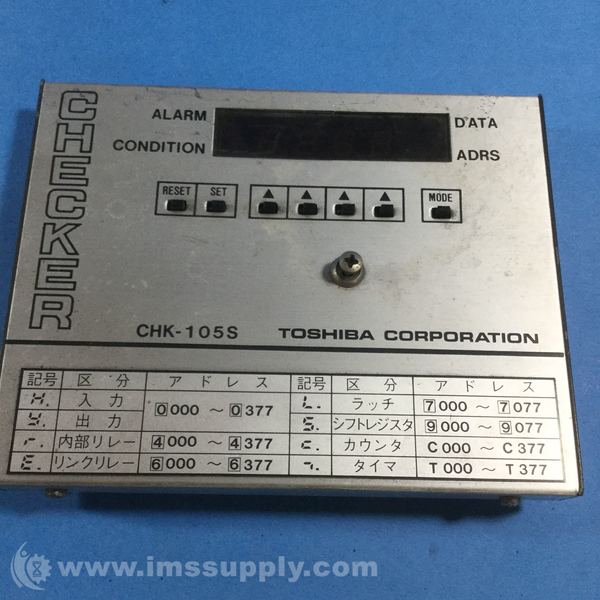 CHECKER
ALARM
DATA
CONDITION
ADRS
RESET
SET
MODE
CHK-105S
TOSHIBA CORPORATION
記号 区分 アドレス 記号 区分 アドレス
H. 入力 0000 ~ 0377 L. ラッチ 7000 ~ 7077
y. 出力 S. シフトレジスタ 9000 ~ 9077
r. 内部リレー 4000 ~ 4377 c. カウンタ C000 ~ C377
E. リンクリレー 6000 ~ 6377 タイマ T000 ~ T377
www.imssupply.com